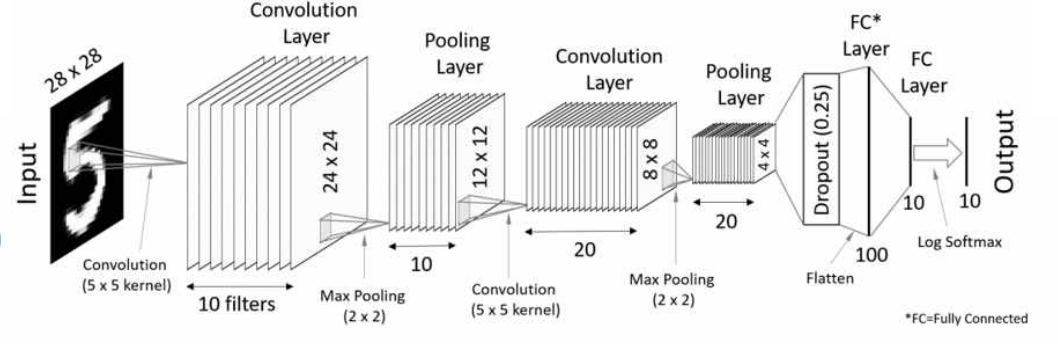 Input
28 x 28
Convolution
(5 x 5 kernel)
Convolution
Layer
24 x 24
10 filters
Max Pooling
(2 x 2)
Pooling
Layer
12 x 12
10
Convolution
(5 x 5 kernel)
Convolution
Layer
8 x 8
20
Max Pooling
(2 x 2)
Pooling
Layer
4 x 4
20
Dropout (0.25)
Flatten
FC*
Layer
100
FC
Layer
10
Log Softmax
10
Output
*FC=Fully Connected
5